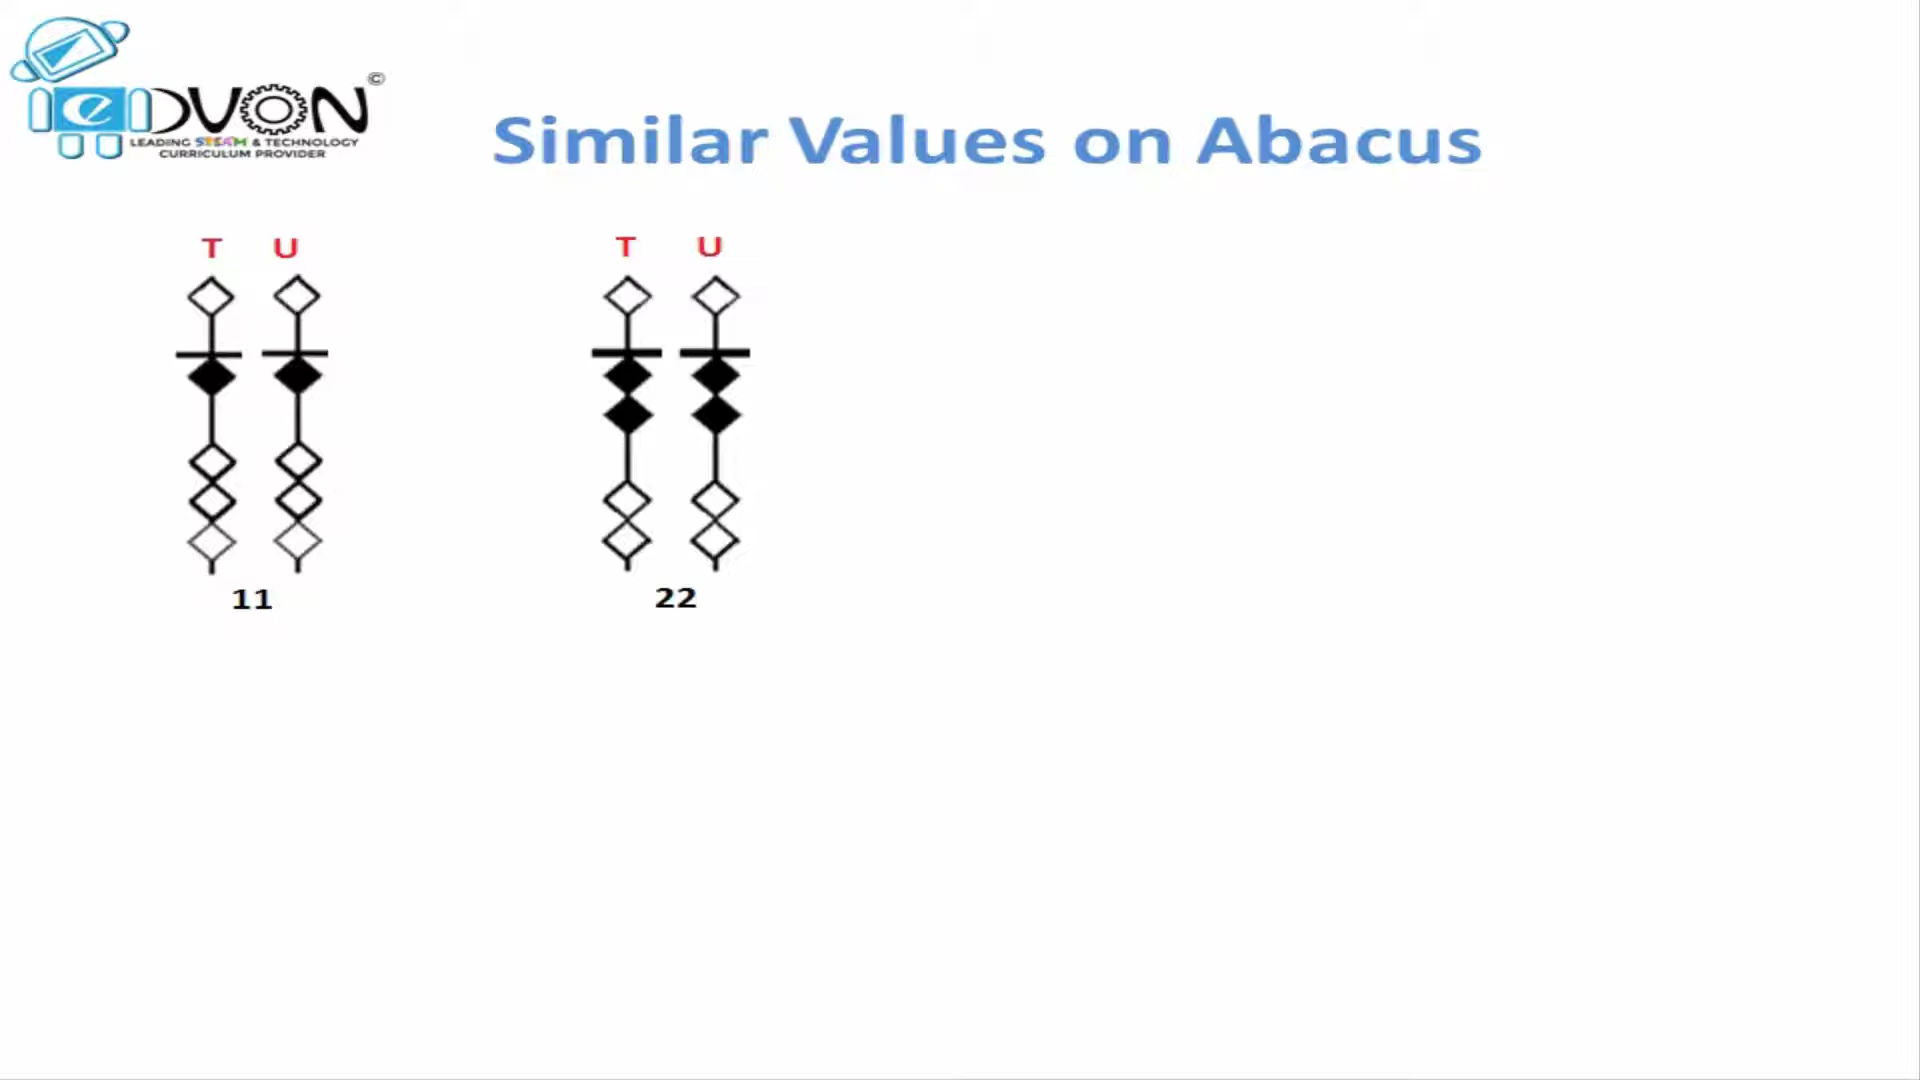 eDVON©
LEADING STEAM & TECHNOLOGY
CURRICULUM PROVIDER
Similar Values on Abacus
T U
T U
11
22